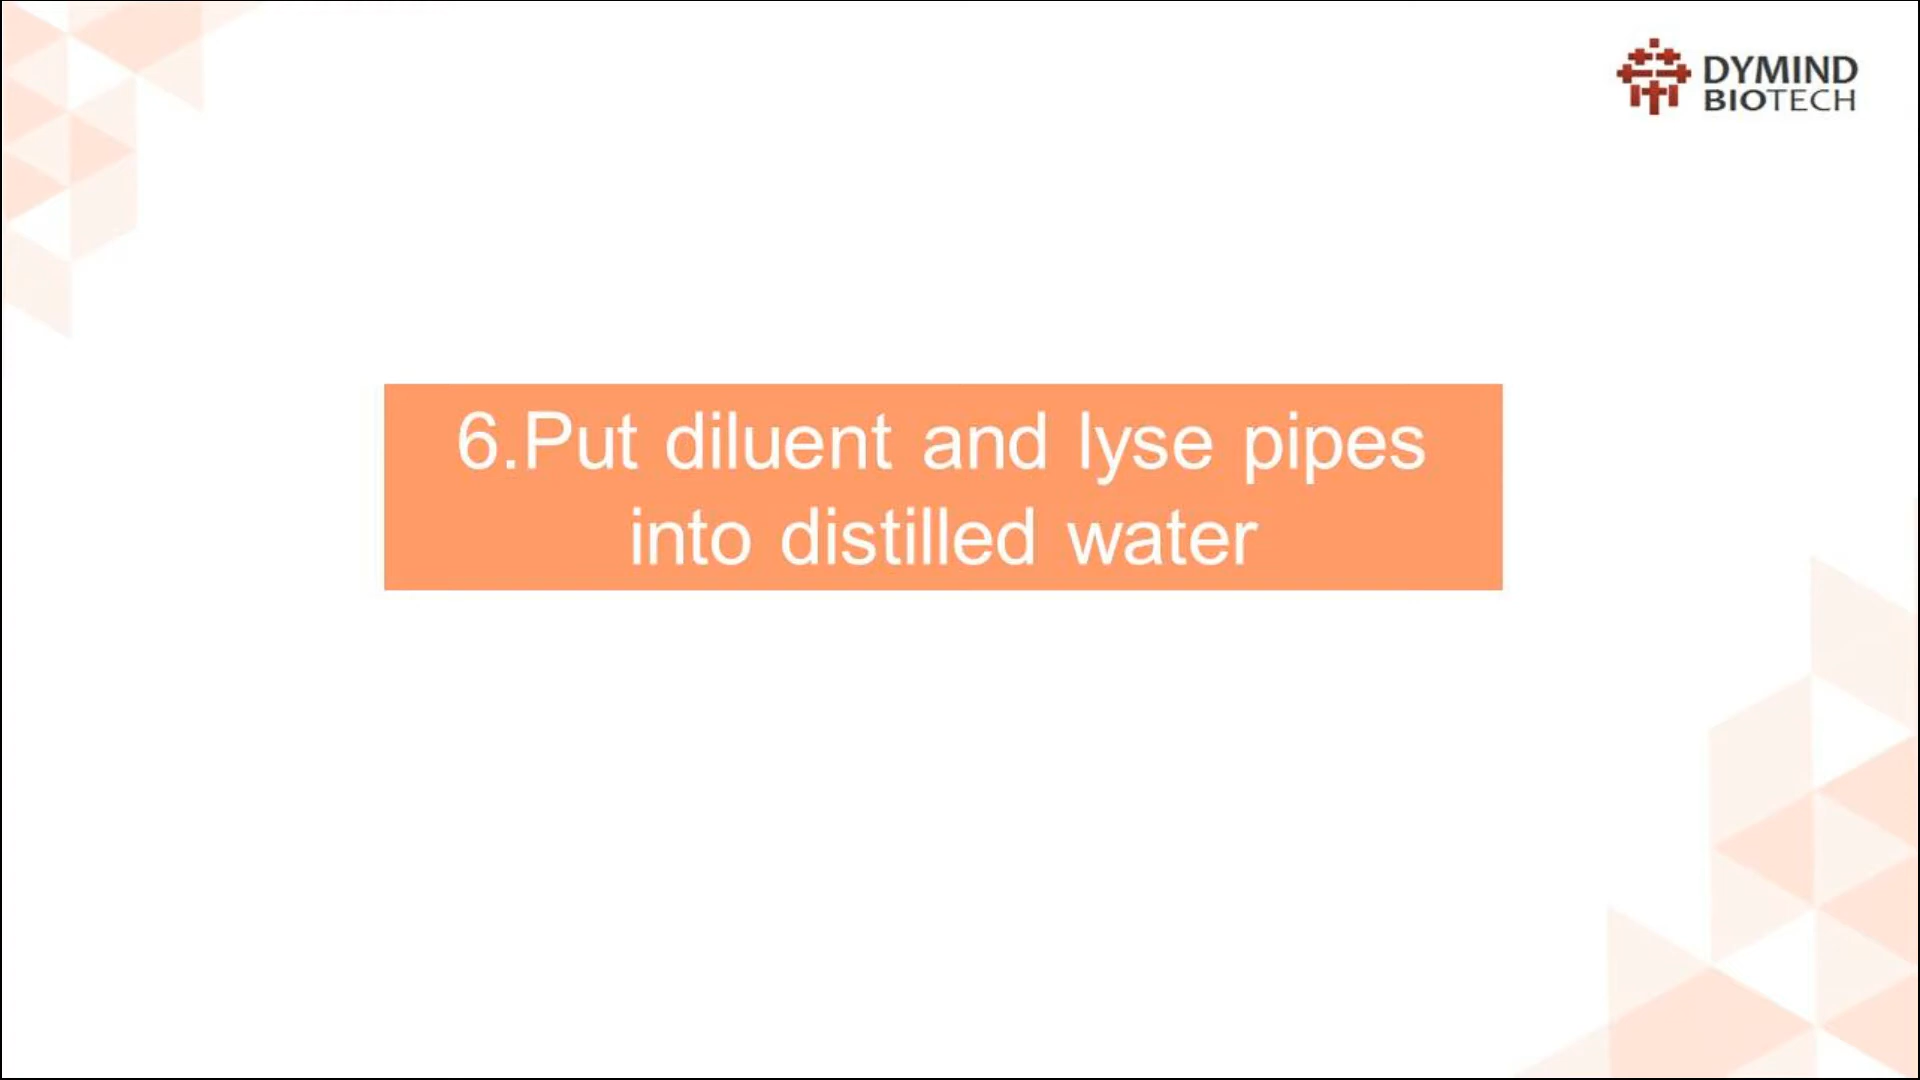 DYMIND
BIOTECH
6.Put diluent and lyse pipes
into distilled water